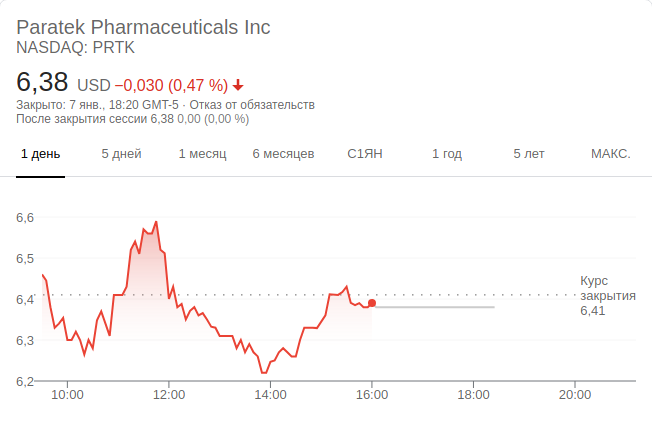 Paratek Pharmaceuticals Inc
NASDAQ: PRTK
6,38 USD −0,030 (0,47 %)
Закрыто: 7 янв., 18:20 GMT-5 · Отказ от обязательств
После закрытия сессии 6,38 0,00 (0,00 %)
1 день 5 дней 1 месяц 6 месяцев С1ЯН 1 год 5 лет МАКС.
6,6
6,5
6,4
6,3
6,2
Курс
закрытия
6,41
10:00 12:00 14:00 16:00 18:00 20:00